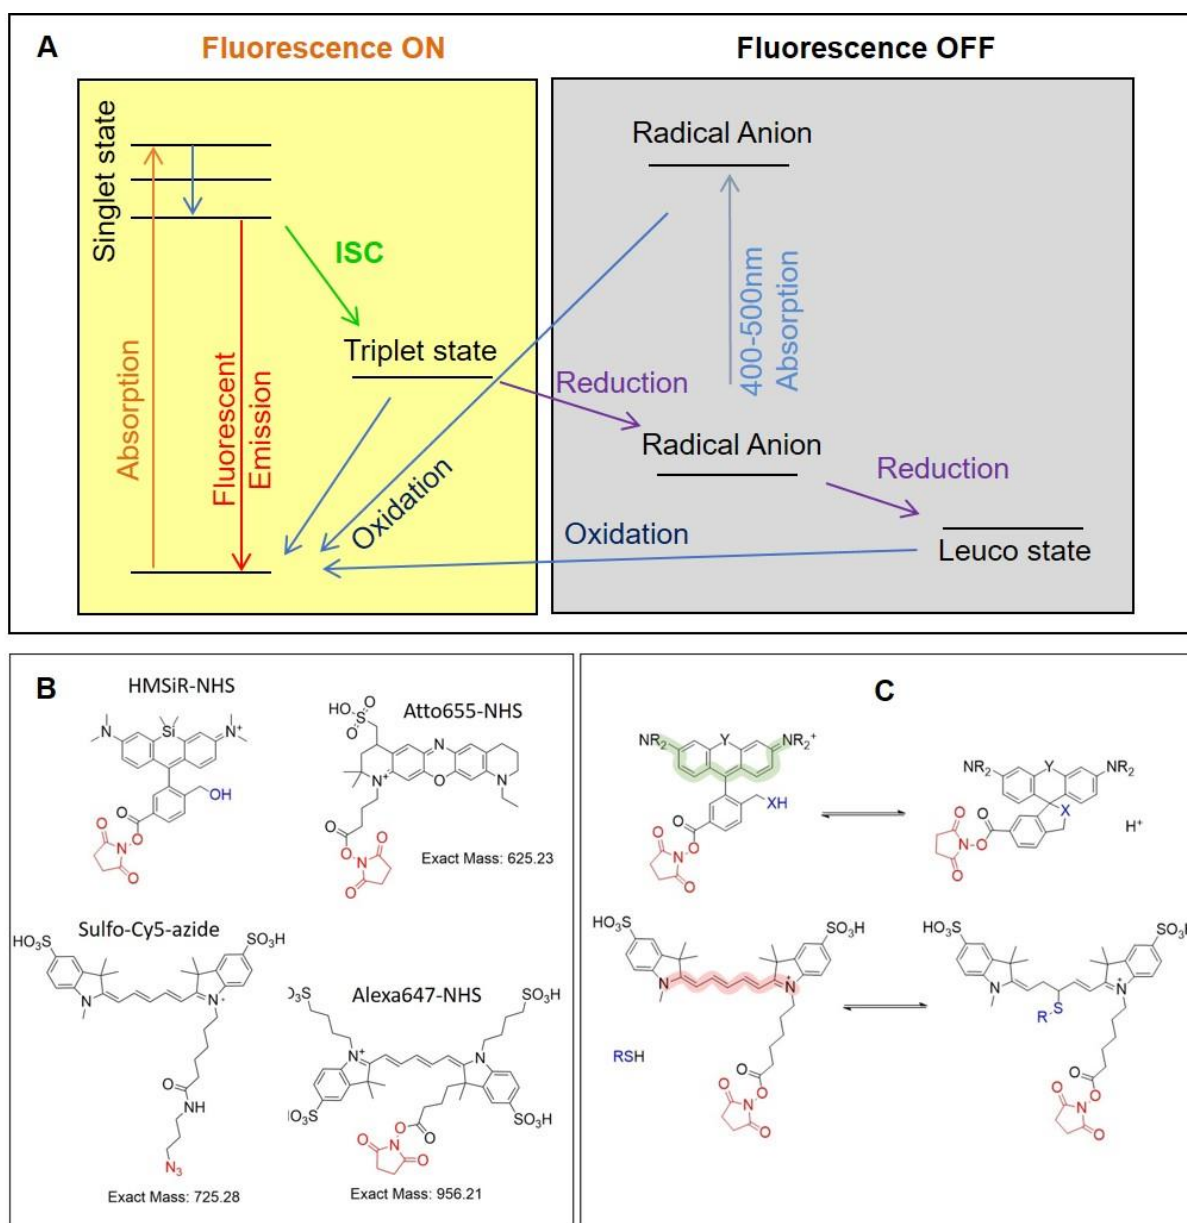 A
Fluorescence ON
Fluorescence OFF
Singlet state
Radical Anion
ISC
Triplet state
Absorption
Fluorescent
Emission
Reduction
400-500nm
Absorption
Radical Anion
Reduction
Oxidation
Oxidation
Leuco state
B
HMSiR-NHS
Si
N
N+
OH
O
O
O
N
O
HO
O
S
O
Atto655-NHS
N
N+
O
N
O
O
O
N
O
Exact Mass: 625.23
Sulfo-Cy5-azide
HO3S
SO3H
N
N+
O
NH
N3
Exact Mass: 725.28
Alexa647-NHS
O3S
SO3H
N+
N
HO3S
SO3H
O
O
N
O
O
Exact Mass: 956.21
C
NR2
Y
NR2+
XH
O
O
O
N
O
NR2
Y
NR2
X
O
O
O
N
O
H+
HO3S
SO3H
N
N+
RSH
O
O
O
N
O
HO3S
SO3H
N
R-S
N+
O
O
O
N
O